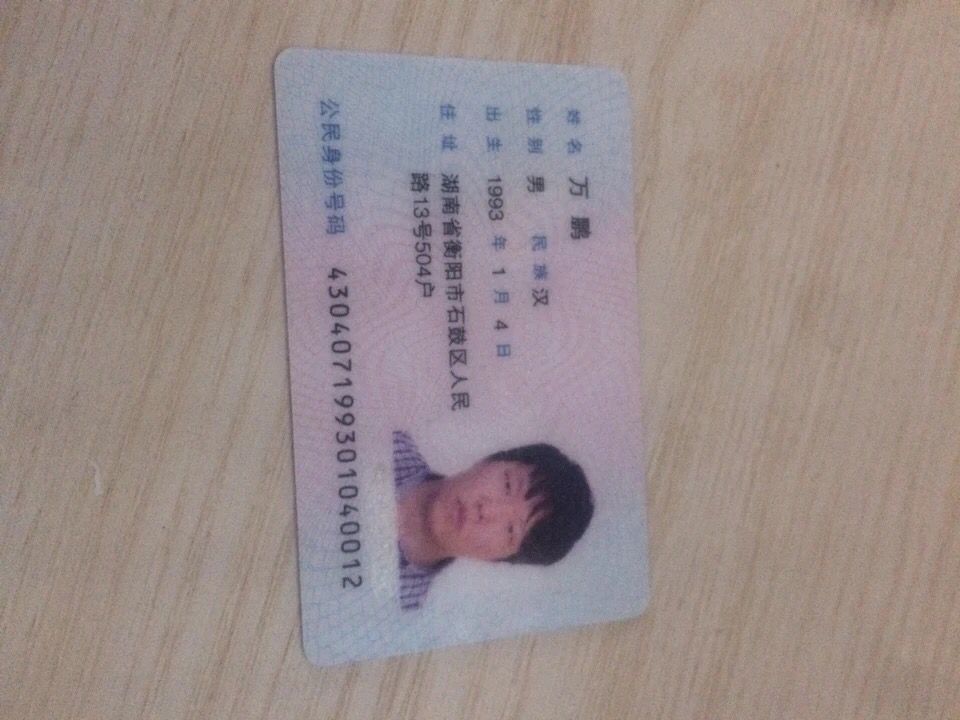 姓名 万鹏
性别 男 民族 汉
出生 1993 年 1 月 4 日
住址 湖南省衡阳市石鼓区人民
路13号504户
公民身份号码 430407199301040012